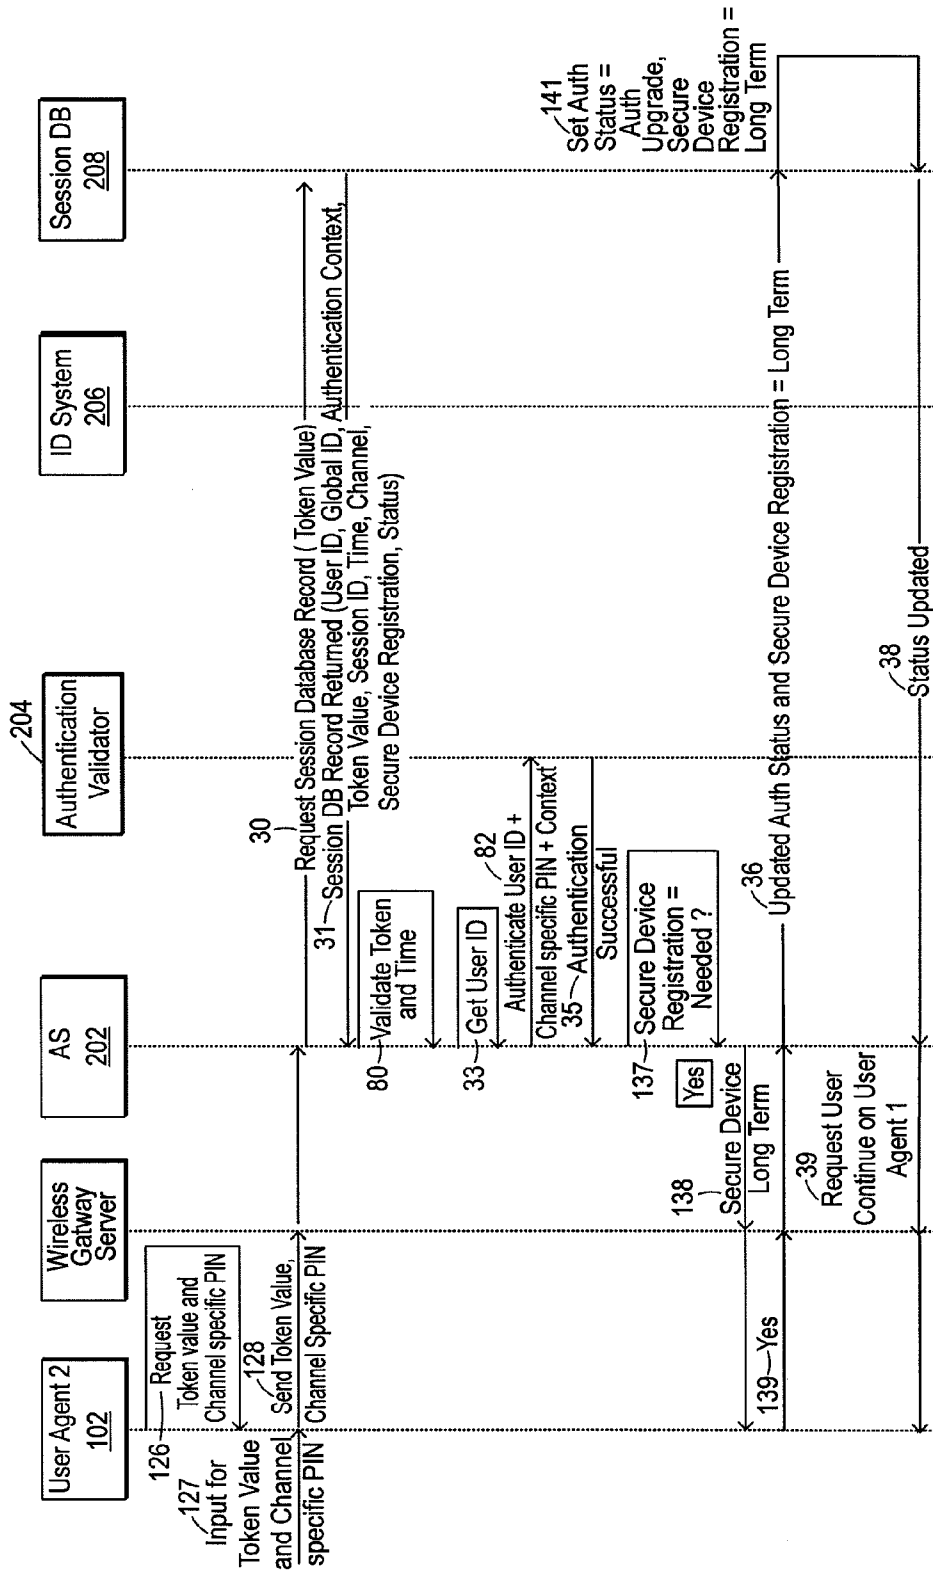 User Agent 2
102
Wireless
Gatway
Server
AS
202
204
Authentication
Validator
ID System
206
Session DB
208
126
Request
Token value and
Channel specific PIN
127
Input for
Token Value
and Channel
specific PIN
128
Send Token Value,
Channel Specific PIN
30
Request Session Database Record ( Token Value)
31
Session DB Record Returned (User ID, Global ID, Authentication Context,
Token Value, Session ID, Time, Channel,
Secure Device Registration, Status)
80
Validate Token
and Time
33
Get User ID
82
Authenticate User ID +
Channel specific PIN + Context
35
Authentication
Successful
137
Secure Device
Registration =
Needed ?
Yes
138
Secure Device
Long Term
139
Yes
36
Updated Auth Status and Secure Device Registration = Long Term
141
Set Auth
Status =
Auth
Upgrade,
Secure
Device
Registration =
Long Term
38
Status Updated
39
Request User
Continue on User
Agent 1